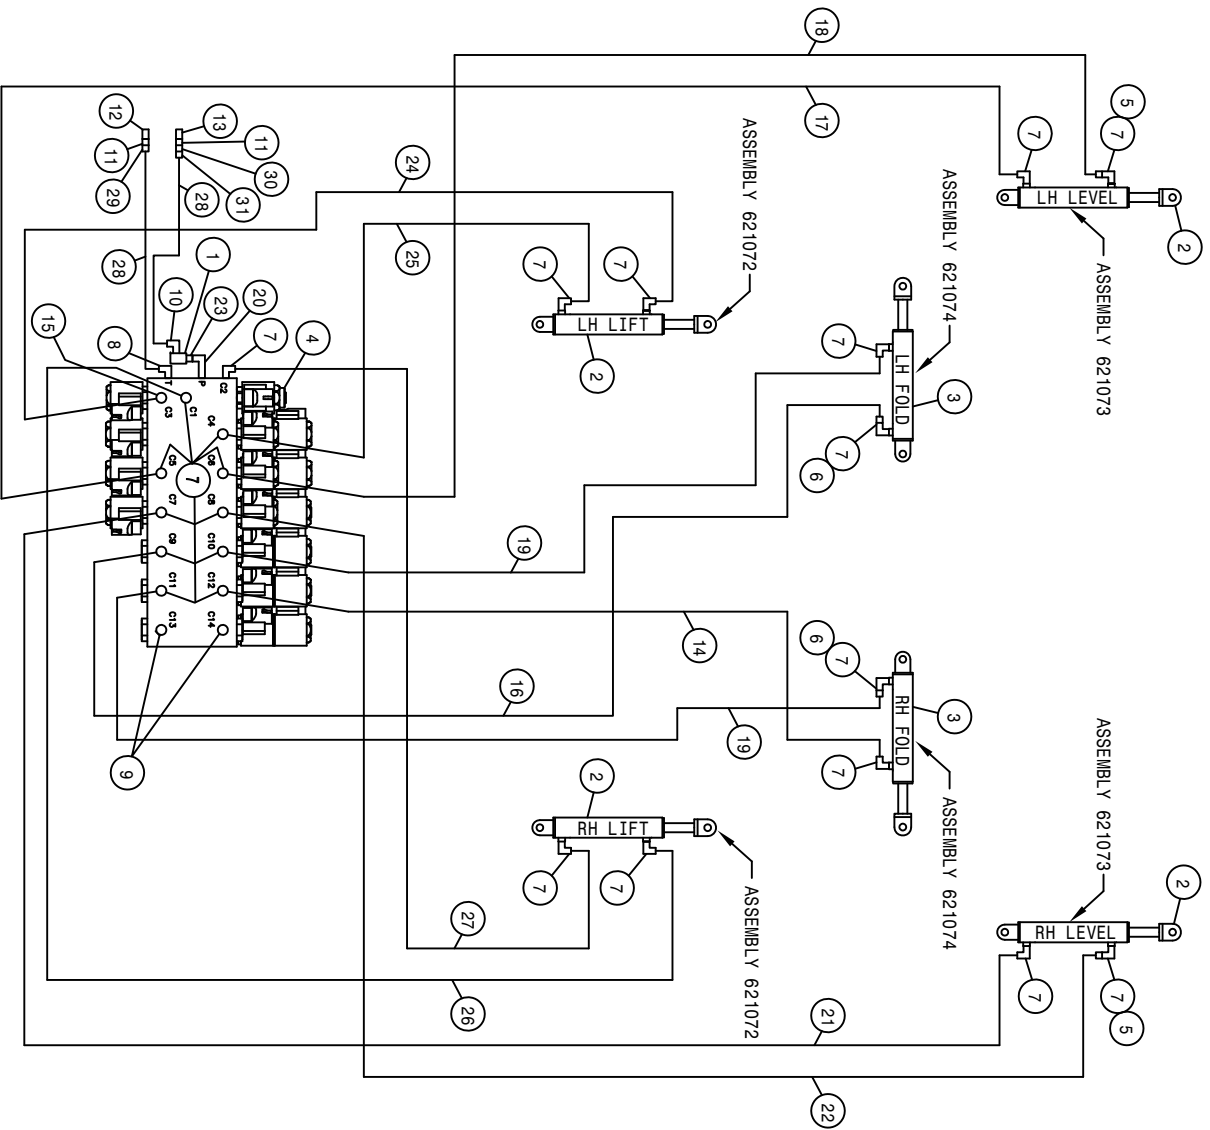 18
17
12
11
29
13
11
30
31
28
28
24
25
1
10
23
20
7
4
15
8
T
P
C2
C3
C1
C4
C5
C6
7
C7
C8
C9
C10
C11
C12
C13
C14
9
ASSEMBLY 621072
7
7
LH LIFT
2
5
7
7
LH LEVEL
2
ASSEMBLY 621073
ASSEMBLY 621074
7
LH FOLD
3
7
6
19
14
16
19
6
7
3
RH FOLD
7
ASSEMBLY 621074
2
RH LIFT
7
7
ASSEMBLY 621072
27
26
ASSEMBLY 621073
2
RH LEVEL
7
7
5
21
22